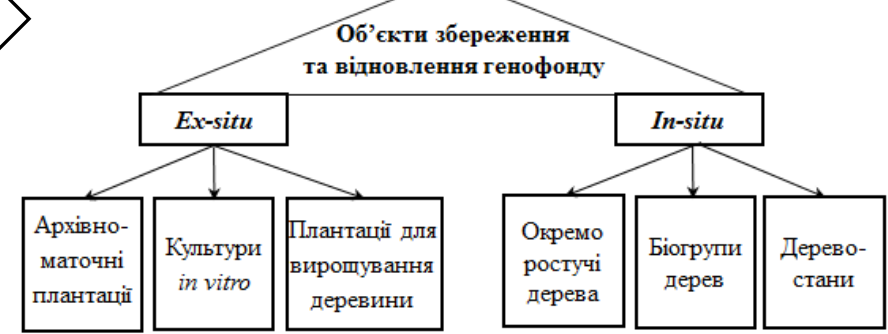 Об’єкти збереження
та відновлення генофонду
Ex-situ
In-situ
Архівно-
маточні
плантації
Культури
in vitro
Плантації для
вирощування
деревини
Окремо
ростучі
дерева
Біогрупи
дерев
Дерево-
стани